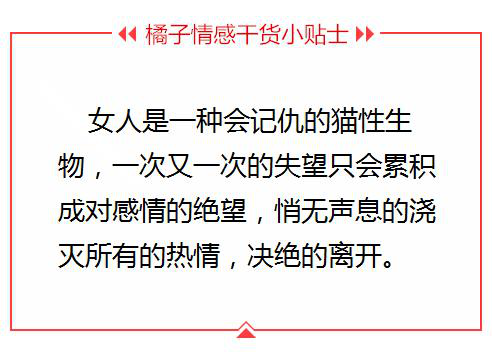 橘子情感干货小贴士
女人是一种会记仇的猫性生
物，一次又一次的失望只会累积
成对感情的绝望，悄无声息的浇
灭所有的热情，决绝的离开。